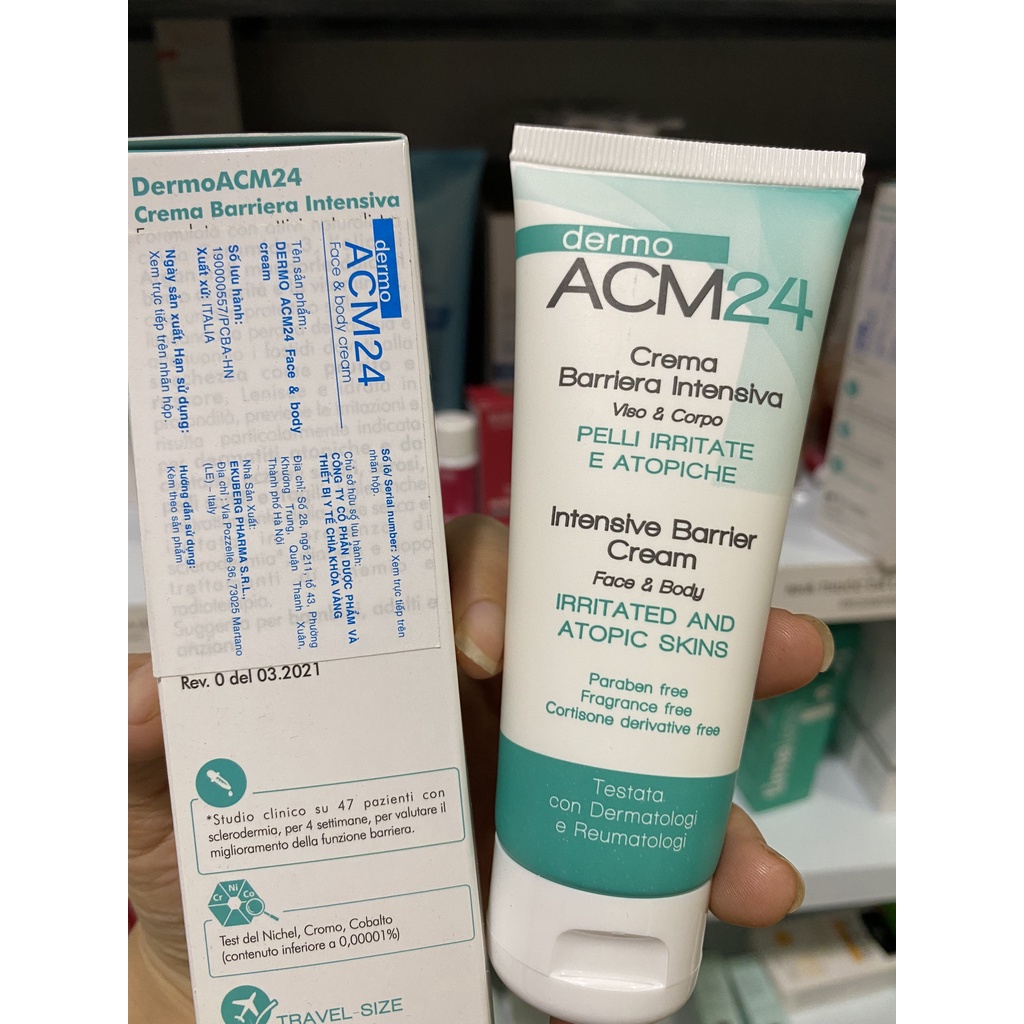 DermoACM24
Crema Barriera Intensiva
dermo
ACM24
Face & body cream
Tên sản phẩm:
DERMO ACM24 Face & body
cream
Số lưu hành:
190000557/PCBA-HN
Xuất xứ: ITALIA
Ngày sản xuất, Hạn sử dụng:
Xem trực tiếp trên nhãn hộp.
Số lô/ Serial number: Xem trực tiếp trên
nhãn hộp.
Chủ sở hữu số lưu hành:
CÔNG TY CỔ PHẦN DƯỢC PHẨM VÀ
THIẾT BỊ Y TẾ CHÌA KHÓA VÀNG
Địa chỉ: Số 28, ngõ 211, tổ 43, Phường
Khương Trung, Quận Thanh Xuân,
Thành phố Hà Nội
Nhà Sản Xuất:
EKUBERG PHARMA S.R.L.,
Địa chỉ: Via Pozzelle 36, 73025 Martano
(LE) – Italy
Hướng dẫn sử dụng:
Kèm theo sản phẩm
Rev. 0 del 03.2021
*Studio clinico su 47 pazienti con
sclerodermia, per 4 settimane, per valutare il
miglioramento della funzione barriera.
Cr Ni Co
Test del Nichel, Cromo, Cobalto
(contenuto inferiore a 0,00001%)
TRAVEL-SIZE
dermo
ACM24
Crema
Barriera Intensiva
Viso & Corpo
PELLI IRRITATE
E ATOPICHE
Intensive Barrier
Cream
Face & Body
IRRITATED AND
ATOPIC SKINS
Paraben free
Fragrance free
Cortisone derivative free
Testata
con Dermatologi
e Reumatologi